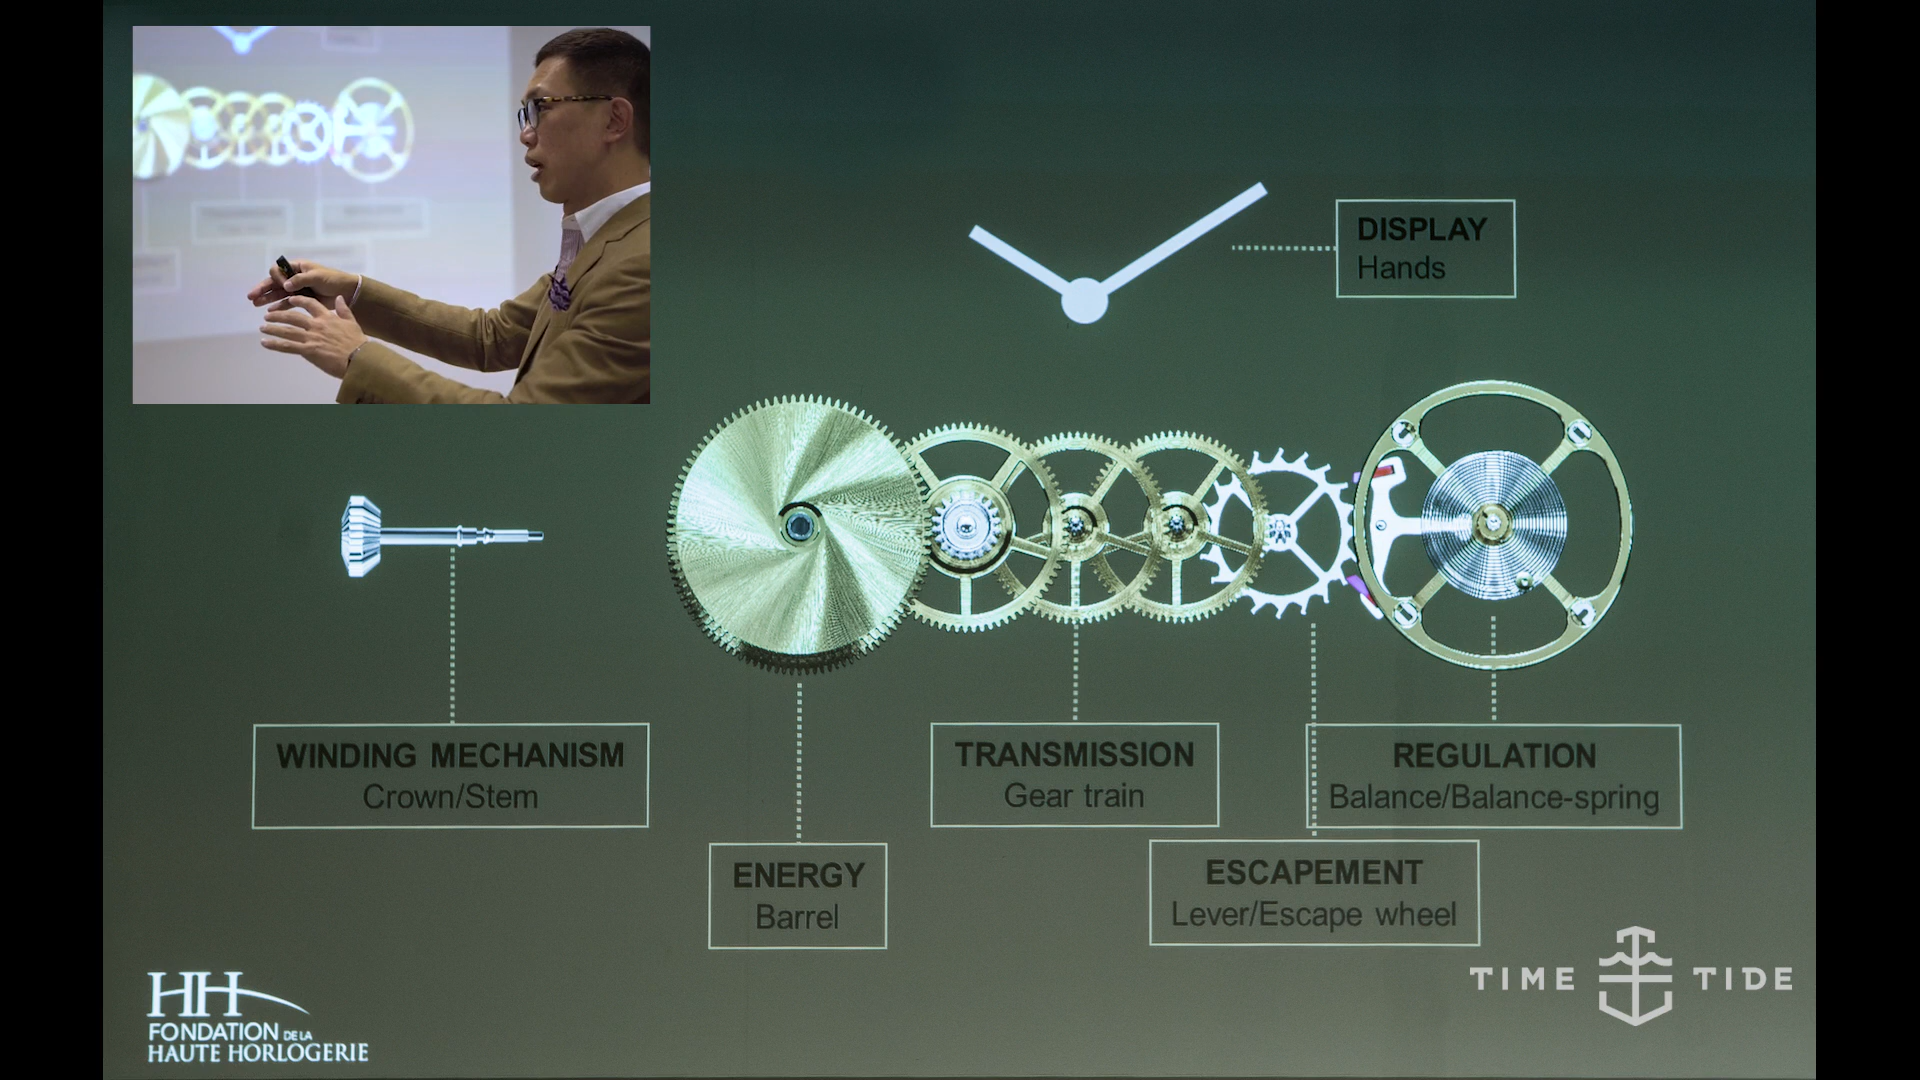 DISPLAY
Hands
WINDING MECHANISM
Crown/Stem
TRANSMISSION
Gear train
REGULATION
Balance/Balance-spring
ENERGY
Barrel
ESCAPEMENT
Lever/Escape wheel
HH
FONDATION DE LA
HAUTE HORLOGERIE
TIME TIDE